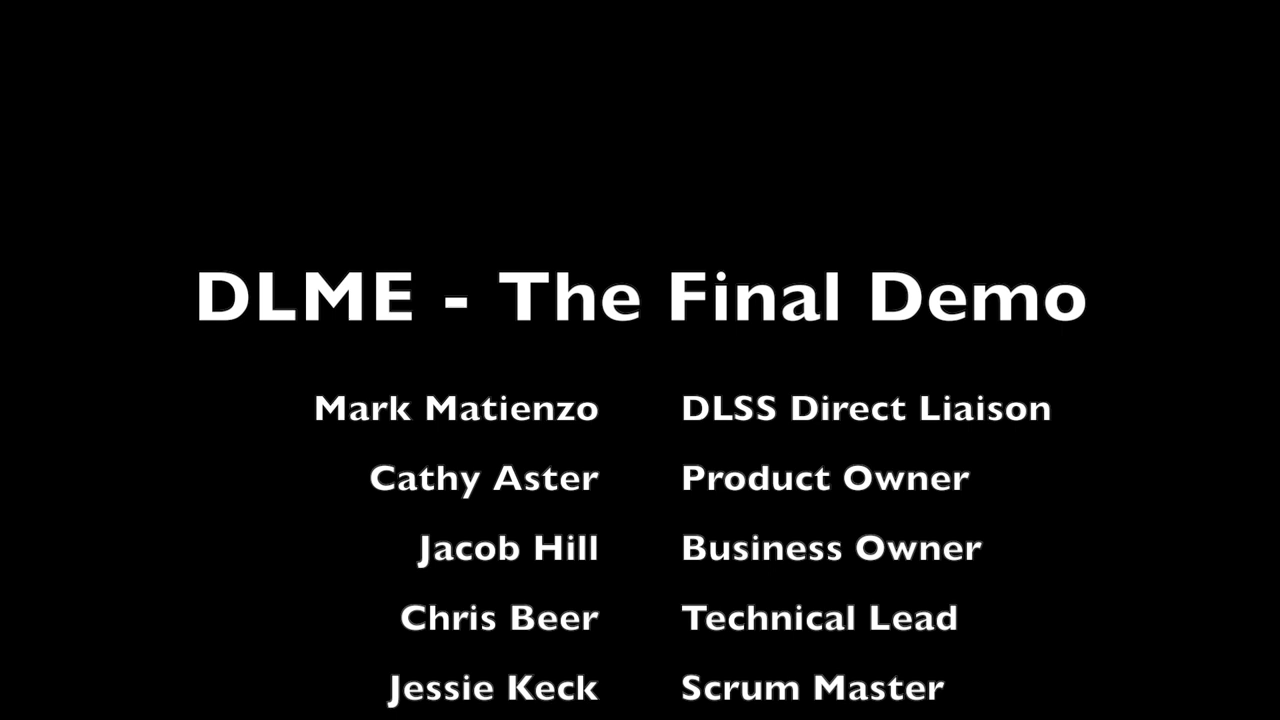 DLME - The Final Demo
Mark Matienzo DLSS Direct Liaison
Cathy Aster Product Owner
Jacob Hill Business Owner
Chris Beer Technical Lead
Jessie Keck Scrum Master